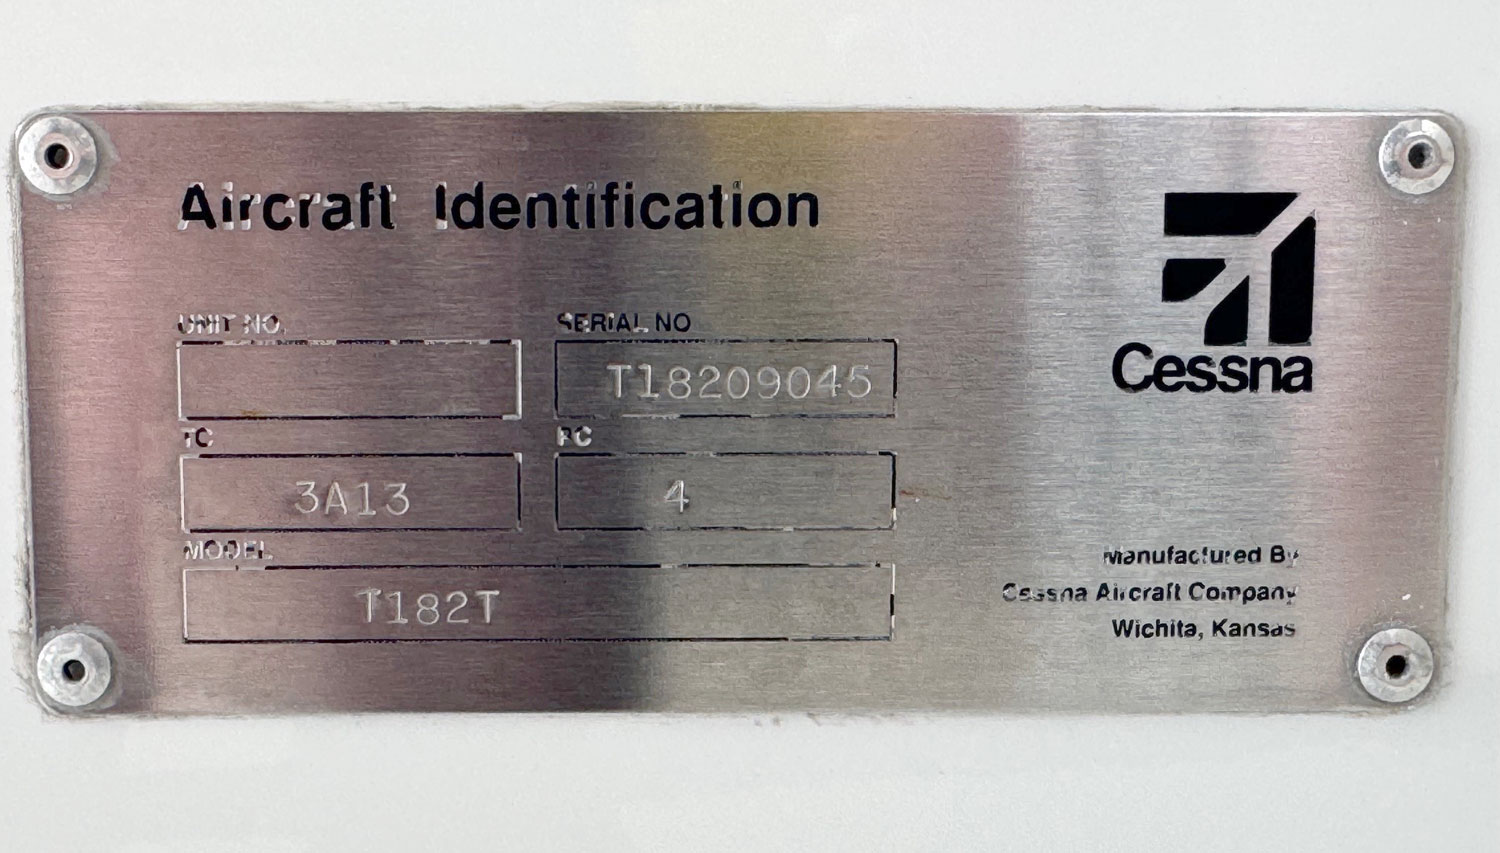 Aircraft Identification
Cessna
UNIT NO. SERIAL NO
T18209045
TC PC
3A13 4
MODEL
T182T
Manufactured By
Cessna Aircraft Company
Wichita, Kansas